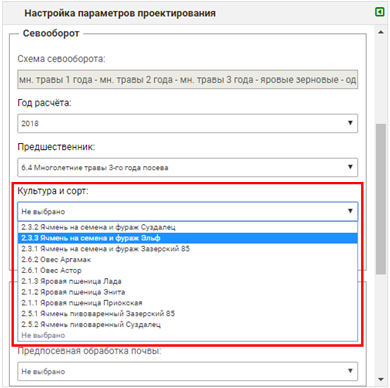 Настройка параметров проектирования
Севооборот
Схема севооборота:
мн. травы 1 года - мн. травы 2 года - мн. травы 3 года - яровые зерновые - од
Год расчёта:
2018
Предшественник:
6.4 Многолетние травы 3-го года посева
Культура и сорт:
Не выбрано
2.3.2 Ячмень на семена и фураж Суздалец
2.3.3 Ячмень на семена и фураж Эльф
2.3.1 Ячмень на семена и фураж Зазерский 85
2.6.2 Овес Аргамак
2.6.1 Овес Астор
2.1.3 Яровая пшеница Лада
2.1.2 Яровая пшеница Энита
2.1.1 Яровая пшеница Приокская
2.5.1 Ячмень пивоваренный Зазерский 85
2.5.2 Ячмень пивоваренный Суздалец
Не выбрано
Предпосевная обработка почвы:
Не выбрано